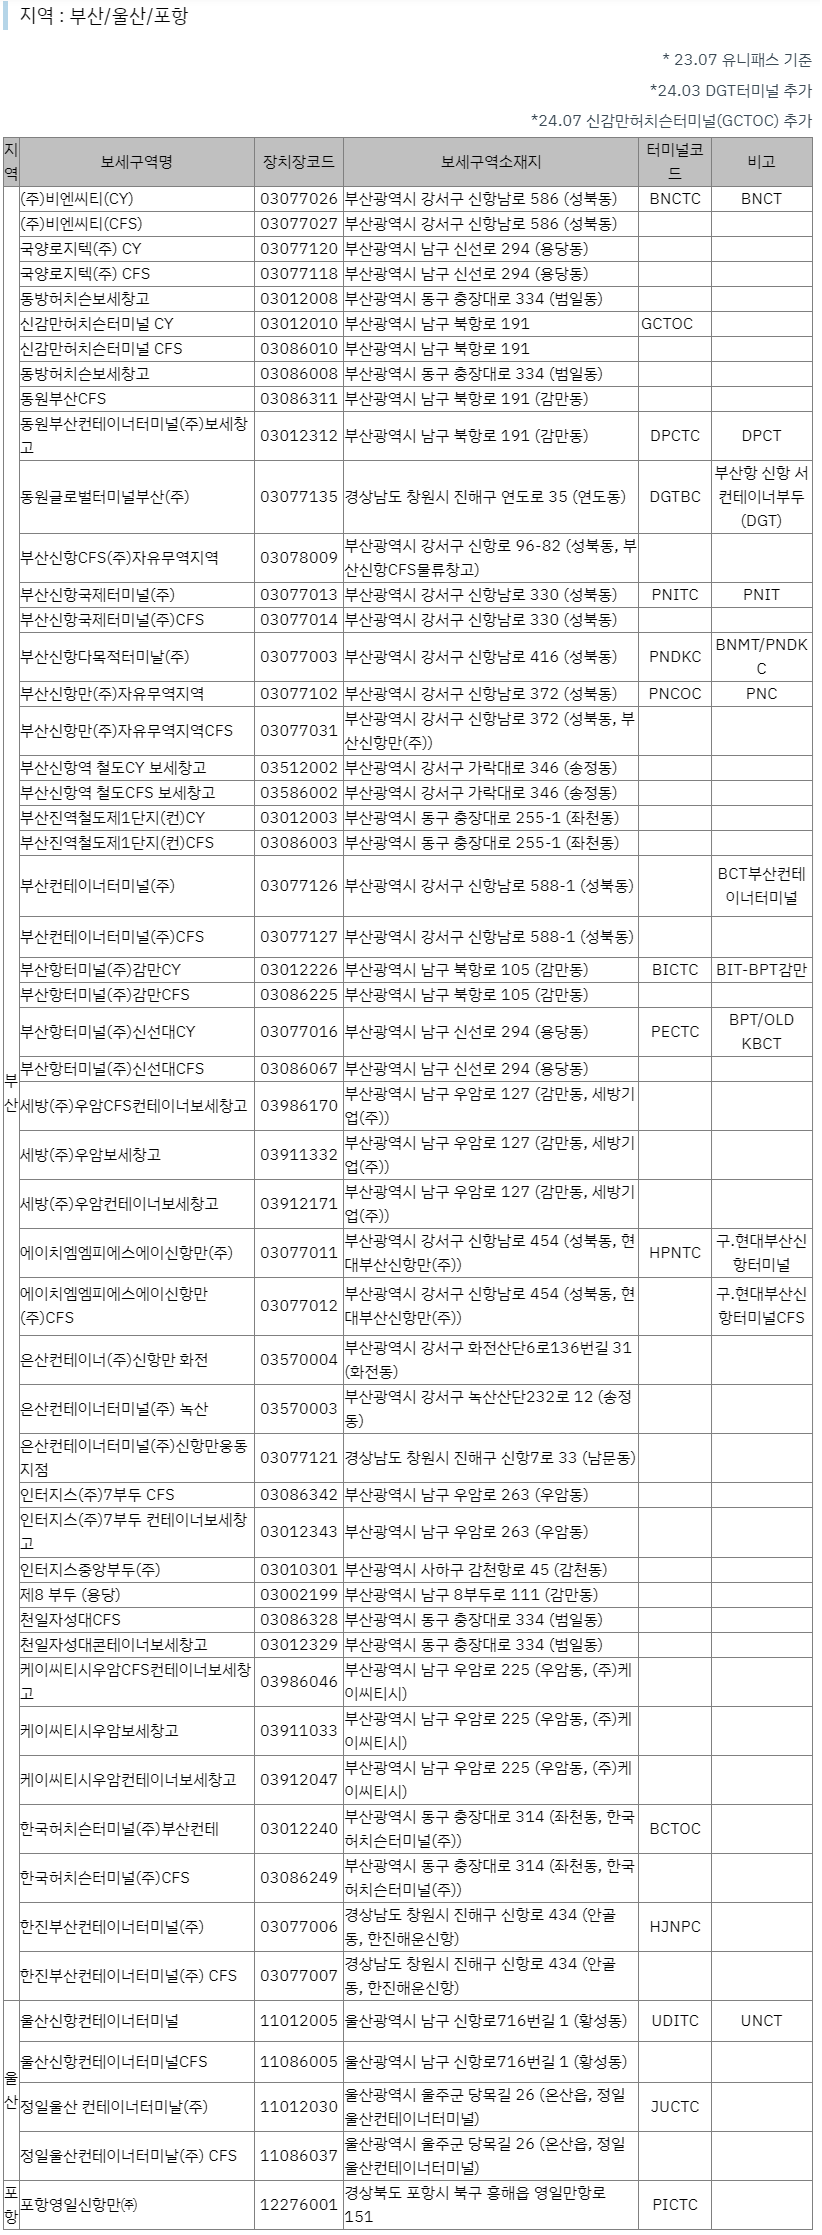 지역 : 부산/울산/포항
* 23.07 유니패스 기준
*24.03 DGT터미널 추가
*24.07 신감만허치슨터미널(GCTOC) 추가
지역 보세구역명 장치장코드 보세구역소재지 터미널코드 비고
부산
(주)비엔씨티(CY) 03077026 부산광역시 강서구 신항남로 586 (성북동) BNCTC BNCT
(주)비엔씨티(CFS) 03077027 부산광역시 강서구 신항남로 586 (성북동)
국양로지텍(주) CY 03077120 부산광역시 남구 신선로 294 (용당동)
국양로지텍(주) CFS 03077118 부산광역시 남구 신선로 294 (용당동)
동방허치슨보세창고 03012008 부산광역시 동구 충장대로 334 (범일동)
신감만허치슨터미널 CY 03012010 부산광역시 남구 북항로 191 GCTOC
신감만허치슨터미널 CFS 03086010 부산광역시 남구 북항로 191
동방허치슨보세창고 03086008 부산광역시 동구 충장대로 334 (범일동)
동원부산CFS 03086311 부산광역시 남구 북항로 191 (감만동)
동원부산컨테이너터미널(주)보세창고 03012312 부산광역시 남구 북항로 191 (감만동) DPCTC DPCT
동원글로벌터미널부산(주) 03077135 경상남도 창원시 진해구 연도로 35 (연도동) DGTBC 부산항 신항 서컨테이너부두(DGT)
부산신항CFS(주)자유무역지역 03078009 부산광역시 강서구 신항로 96-82 (성북동, 부산신항CFS물류창고)
부산신항국제터미널(주) 03077013 부산광역시 강서구 신항남로 330 (성북동) PNITC PNIT
부산신항국제터미널(주)CFS 03077014 부산광역시 강서구 신항남로 330 (성북동)
부산신항다목적터미날(주) 03077003 부산광역시 강서구 신항남로 416 (성북동) PNDKC BNMT/PNDKC
부산신항만(주)자유무역지역 03077102 부산광역시 강서구 신항남로 372 (성북동) PNCOC PNC
부산신항만(주)자유무역지역CFS 03077031 부산광역시 강서구 신항남로 372 (성북동, 부산신항만(주))
부산신항역 철도CY 보세창고 03512002 부산광역시 강서구 가락대로 346 (송정동)
부산신항역 철도CFS 보세창고 03586002 부산광역시 강서구 가락대로 346 (송정동)
부산진역철도제1단지(컨)CY 03012003 부산광역시 동구 충장대로 255-1 (좌천동)
부산진역철도제1단지(컨)CFS 03086003 부산광역시 동구 충장대로 255-1 (좌천동)
부산컨테이너터미널(주) 03077126 부산광역시 강서구 신항남로 588-1 (성북동) BCT부산컨테이너터미널
부산컨테이너터미널(주)CFS 03077127 부산광역시 강서구 신항남로 588-1 (성북동)
부산항터미널(주)감만CY 03012226 부산광역시 남구 북항로 105 (감만동) BICTC BIT-BPT감만
부산항터미널(주)감만CFS 03086225 부산광역시 남구 북항로 105 (감만동)
부산항터미널(주)신선대CY 03077016 부산광역시 남구 신선로 294 (용당동) PECTC BPT/OLD KBCT
부산항터미널(주)신선대CFS 03086067 부산광역시 남구 신선로 294 (용당동)
세방(주)우암CFS컨테이너보세창고 03986170 부산광역시 남구 우암로 127 (감만동, 세방기업(주))
세방(주)우암보세창고 03911332 부산광역시 남구 우암로 127 (감만동, 세방기업(주))
세방(주)우암컨테이너보세창고 03912171 부산광역시 남구 우암로 127 (감만동, 세방기업(주))
에이치엠엠피에스에이신항만(주) 03077011 부산광역시 강서구 신항남로 454 (성북동, 현대부산신항만(주)) HPNTC 구.현대부산신항터미널
에이치엠엠피에스에이신항만(주)CFS 03077012 부산광역시 강서구 신항남로 454 (성북동, 현대부산신항만(주)) 구.현대부산신항터미널CFS
은산컨테이너(주)신항만 화전 03570004 부산광역시 강서구 화전산단6로136번길 31 (화전동)
은산컨테이너터미널(주) 녹산 03570003 부산광역시 강서구 녹산산단232로 12 (송정동)
은산컨테이너터미널(주)신항만웅동지점 03077121 경상남도 창원시 진해구 신항7로 33 (남문동)
인터지스(주)7부두 CFS 03086342 부산광역시 남구 우암로 263 (우암동)
인터지스(주)7부두 컨테이너보세창고 03012343 부산광역시 남구 우암로 263 (우암동)
인터지스중앙부두(주) 03010301 부산광역시 사하구 감천항로 45 (감천동)
제8 부두 (용당) 03002199 부산광역시 남구 8부두로 111 (감만동)
천일자성대CFS 03086328 부산광역시 동구 충장대로 334 (범일동)
천일자성대콘테이너보세창고 03012329 부산광역시 동구 충장대로 334 (범일동)
케이씨티시우암CFS컨테이너보세창고 03986046 부산광역시 남구 우암로 225 (우암동, (주)케이씨티시)
케이씨티시우암보세창고 03911033 부산광역시 남구 우암로 225 (우암동, (주)케이씨티시)
케이씨티시우암컨테이너보세창고 03912047 부산광역시 남구 우암로 225 (우암동, (주)케이씨티시)
한국허치슨터미널(주)부산컨테 03012240 부산광역시 동구 충장대로 314 (좌천동, 한국허치슨터미널(주)) BCTOC
한국허치슨터미널(주)CFS 03086249 부산광역시 동구 충장대로 314 (좌천동, 한국허치슨터미널(주))
한진부산컨테이너터미널(주) 03077006 경상남도 창원시 진해구 신항로 434 (안골동, 한진해운신항) HJNPC
한진부산컨테이너터미널(주) CFS 03077007 경상남도 창원시 진해구 신항로 434 (안골동, 한진해운신항)
울산
울산신항컨테이너터미널 11012005 울산광역시 남구 신항로716번길 1 (황성동) UDITC UNCT
울산신항컨테이너터미널CFS 11086005 울산광역시 남구 신항로716번길 1 (황성동)
정일울산 컨테이너터미날(주) 11012030 울산광역시 울주군 당목길 26 (온산읍, 정일울산컨테이너터미널) JUCTC
정일울산컨테이너터미날(주) CFS 11086037 울산광역시 울주군 당목길 26 (온산읍, 정일울산컨테이너터미널)
포항
포항영일신항만㈜ 12276001 경상북도 포항시 북구 흥해읍 영일만항로 151 PICTC